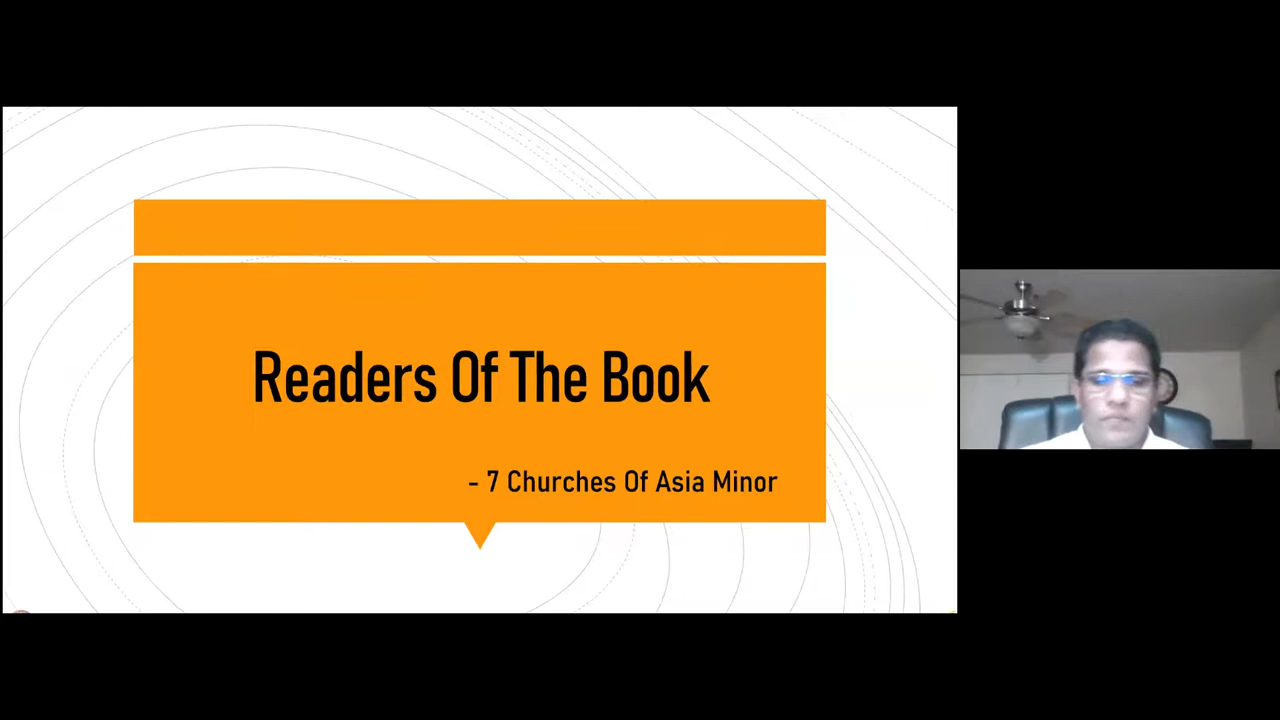 Readers Of The Book
- 7 Churches Of Asia Minor